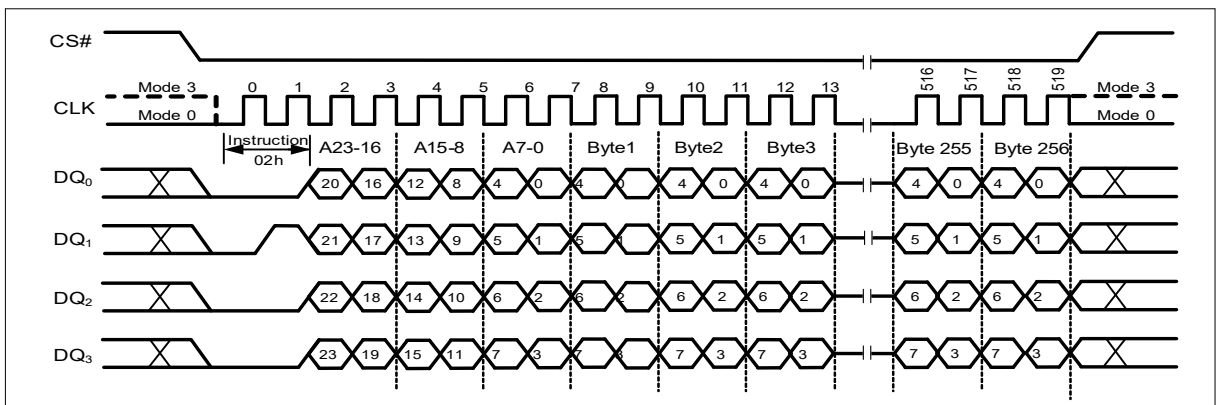 CS#
516 517 518 519
Mode 3 0 1 2 3 4 5 6 7 8 9 10 11 12 13 Mode 3
CLK
Mode 0 Mode 0
Instruction A23-16 A15-8 A7-0 Byte1 Byte2 Byte3 Byte 255 Byte 256
02h
DQ0 20 16 12 8 4 0 4 0 4 0 4 0 4 0 4 0
DQ1 21 17 13 9 5 1 5 1 5 1 5 1 5 1 5 1
DQ2 22 18 14 10 6 2 6 2 6 2 6 2 6 2 6 2
DQ3 23 19 15 11 7 3 7 3 7 3 7 3 7 3 7 3